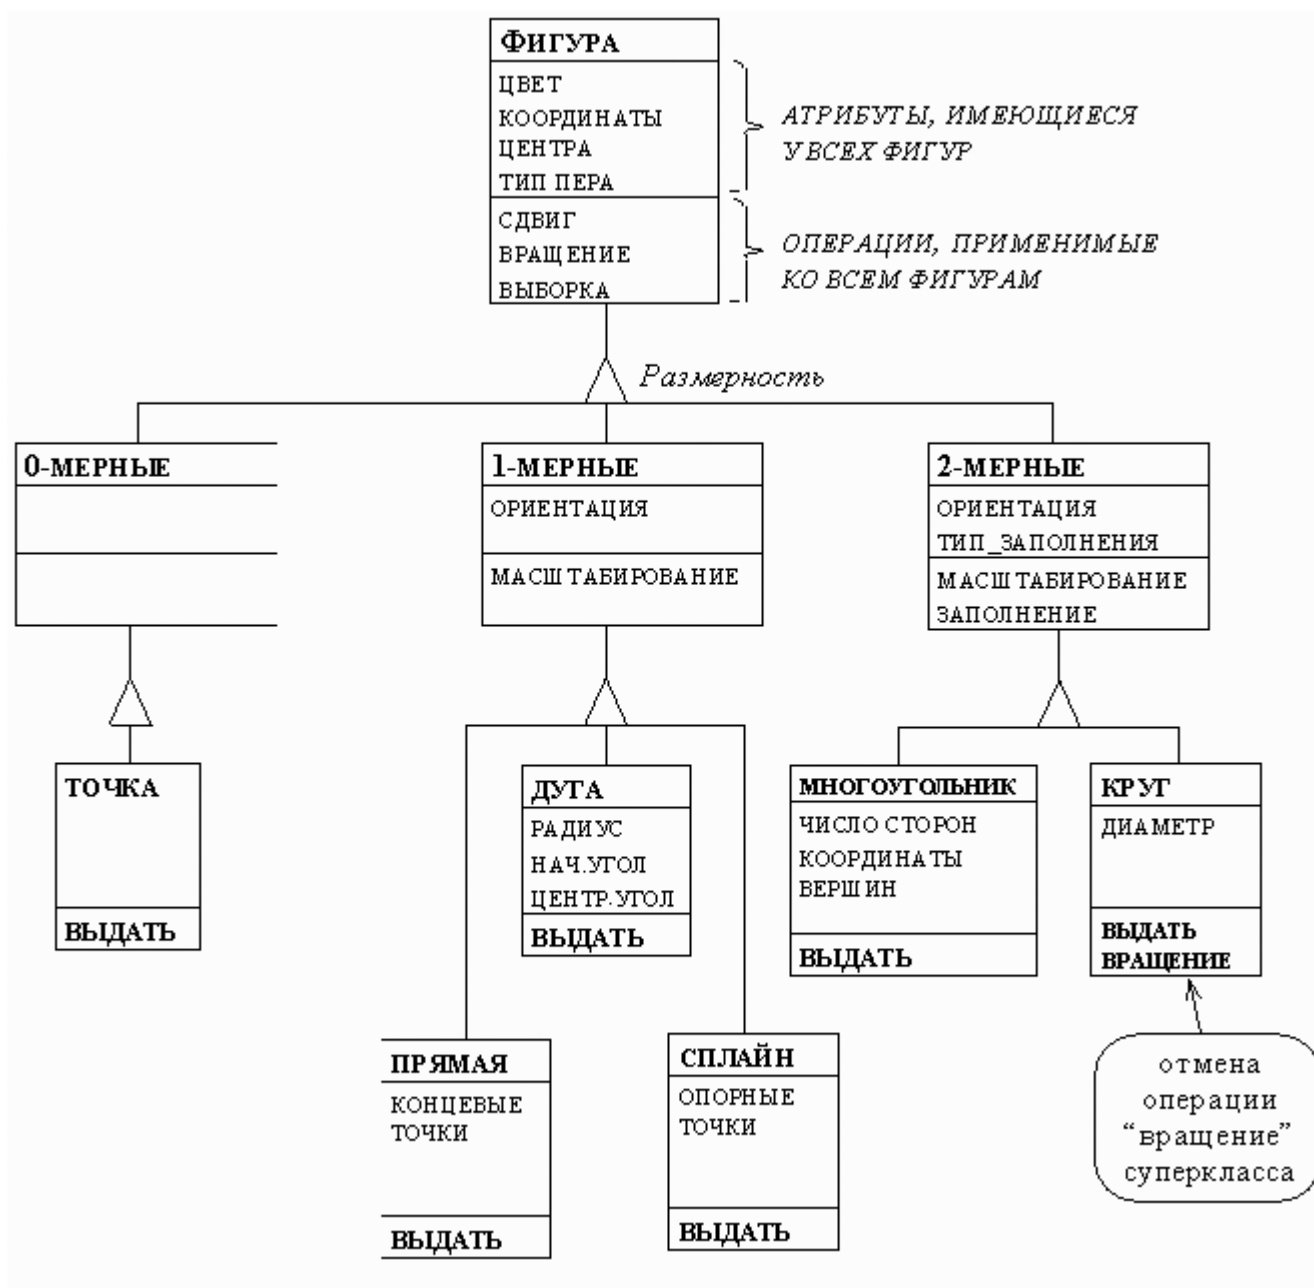 ФИГУРА
ЦВЕТ
КООРДИНАТЫ
ЦЕНТРА
ТИП ПЕРА
АТРИБУТЫ, ИМЕЮЩИЕСЯ
У ВСЕХ ФИГУР
СДВИГ
ВРАЩЕНИЕ
ВЫБОРКА
ОПЕРАЦИИ, ПРИМЕНИМЫЕ
КО ВСЕМ ФИГУРАМ
Размерность
0-МЕРНЫЕ
1-МЕРНЫЕ
ОРИЕНТАЦИЯ
МАСШТАБИРОВАНИЕ
2-МЕРНЫЕ
ОРИЕНТАЦИЯ
ТИП_ЗАПОЛНЕНИЯ
МАСШТАБИРОВАНИЕ
ЗАПОЛНЕНИЕ
ТОЧКА
ВЫДАТЬ
ДУГА
РАДИУС
НАЧ.УГОЛ
ЦЕНТР.УГОЛ
ВЫДАТЬ
МНОГОУГОЛЬНИК
ЧИСЛО СТОРОН
КООРДИНАТЫ
ВЕРШИН
ВЫДАТЬ
КРУГ
ДИАМЕТР
ВЫДАТЬ
ВРАЩЕНИЕ
ПРЯМАЯ
КОНЦЕВЫЕ
ТОЧКИ
ВЫДАТЬ
СПЛАЙН
ОПОРНЫЕ
ТОЧКИ
ВЫДАТЬ
отмена
операции
“вращение”
суперкласса